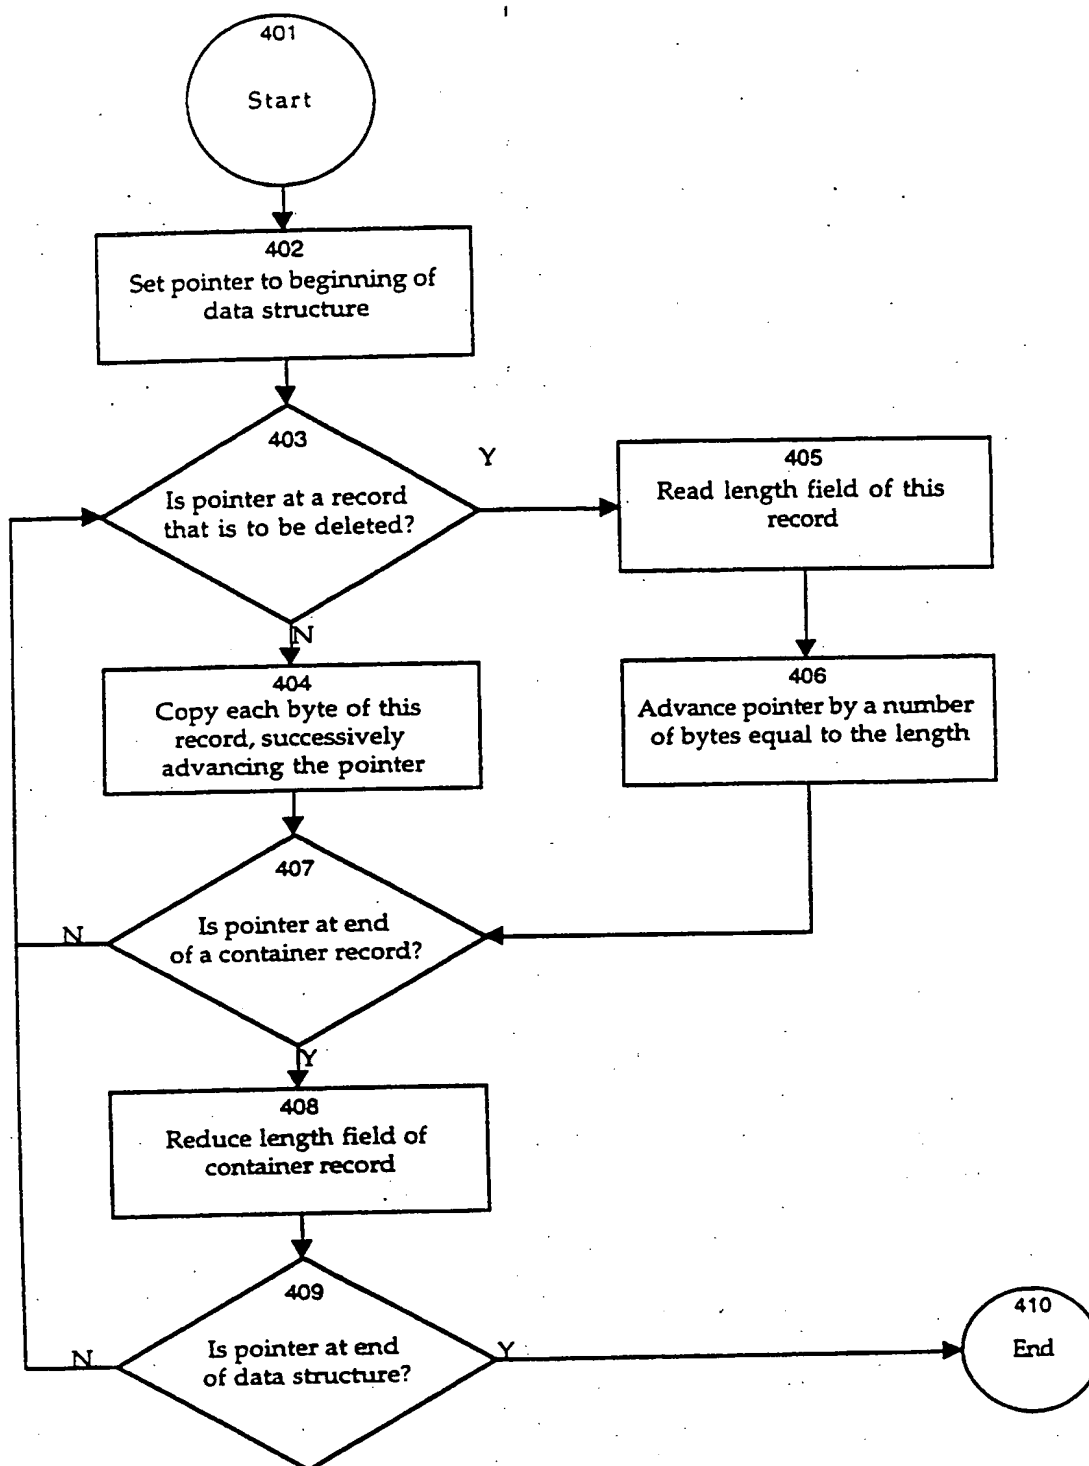 401
Start
402
Set pointer to beginning of
data structure
403
Is pointer at a record
that is to be deleted?
Y
405
Read length field of this
record
N
404
Copy each byte of this
record, successively
advancing the pointer
406
Advance pointer by a number
of bytes equal to the length
407
Is pointer at end
of a container record?
N
Y
408
Reduce length field of
container record
409
Is pointer at end
of data structure?
N
Y
410
End